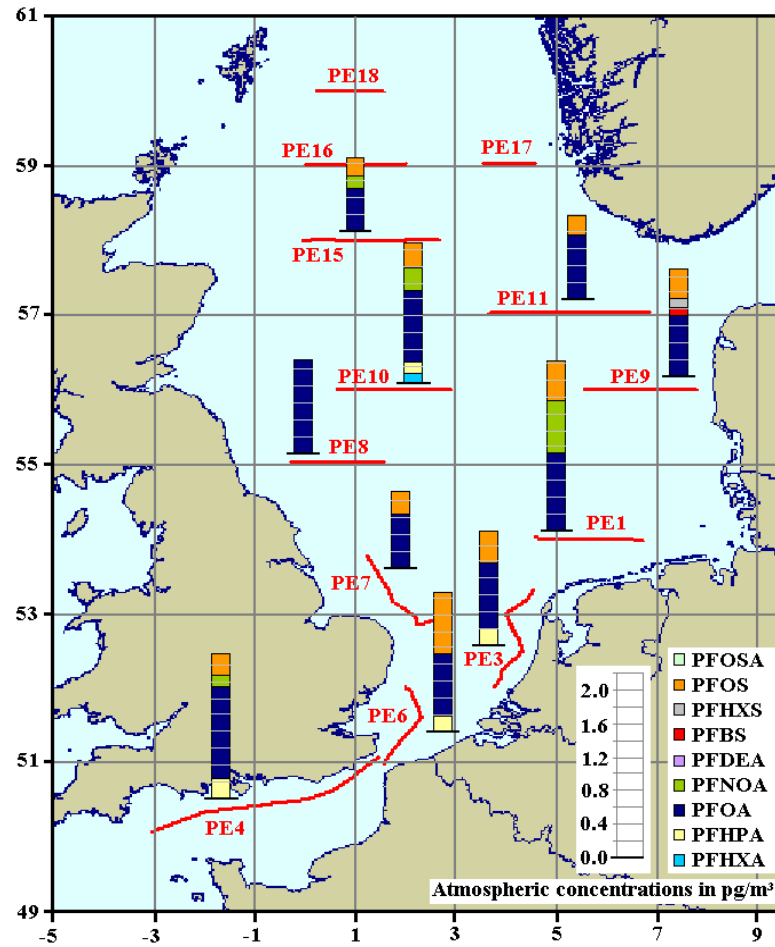 61
PE18
59
PE16
PE17
PE15
57
PE11
PE10
PE9
55
PE8
PE1
PE7
53
PE3
PE6
51
PE4
49
2.0
1.6
1.2
0.8
0.4
0.0
PFOSA
PFOS
PFHXS
PFBS
PFDEA
PFNOA
PFOA
PFHPA
PFHXA
Atmospheric concentrations in pg/m³
-5 -3 -1 1 3 5 7 9